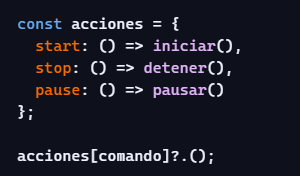 const acciones = {
  start: () => iniciar(),
  stop: () => detener(),
  pause: () => pausar()
};

acciones[comando]?.();